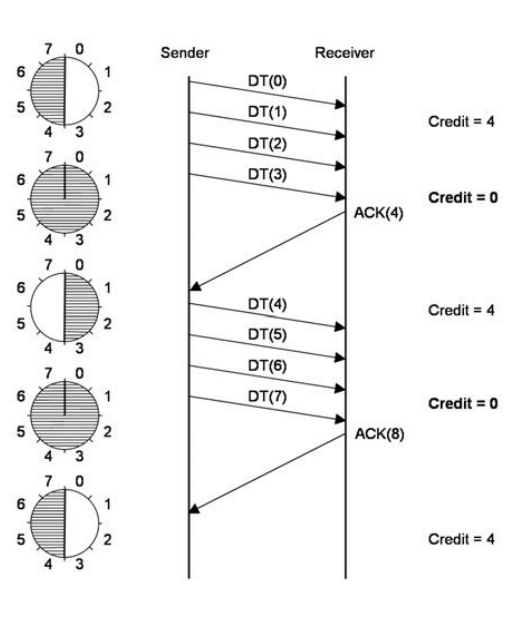 7 0
Sender Receiver
6 1
DT(0)
5 2
DT(1)
Credit = 4
4 3
DT(2)
7 0
DT(3)
6 1
Credit = 0
5 2
ACK(4)
4 3
7 0
6 1
DT(4)
Credit = 4
5 2
DT(5)
4 3
DT(6)
7 0
6 1
DT(7)
Credit = 0
5 2
ACK(8)
4 3
7 0
6 1
5 2
Credit = 4
4 3